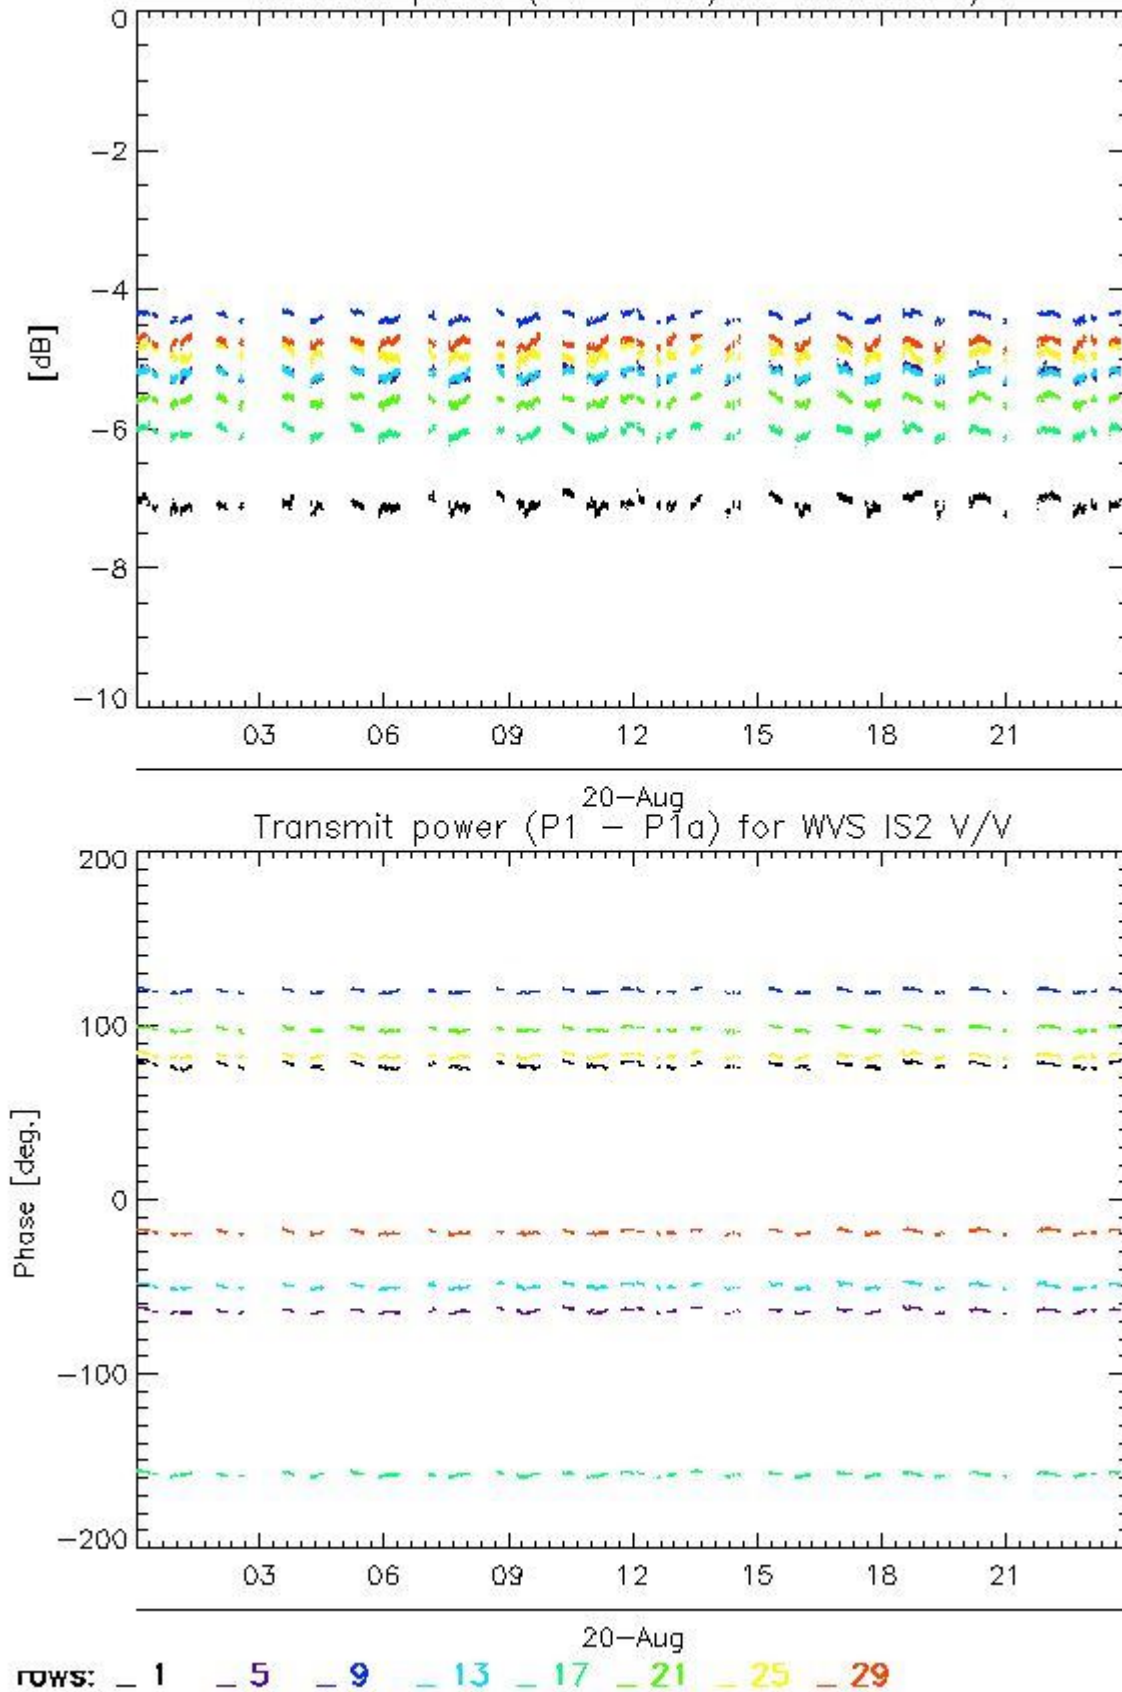 0
-2
-4
[dB]
-6
-8
-10
03 06 09 12 15 18 21
20-Aug
Transmit power (P1 - P1a) for WVS IS2 V/V
200
100
Phase [deg.]
0
-100
-200
03 06 09 12 15 18 21
20-Aug
rows: _ 1 _ 5 _ 9 _ 13 _ 17 _ 21 _ 25 _ 29